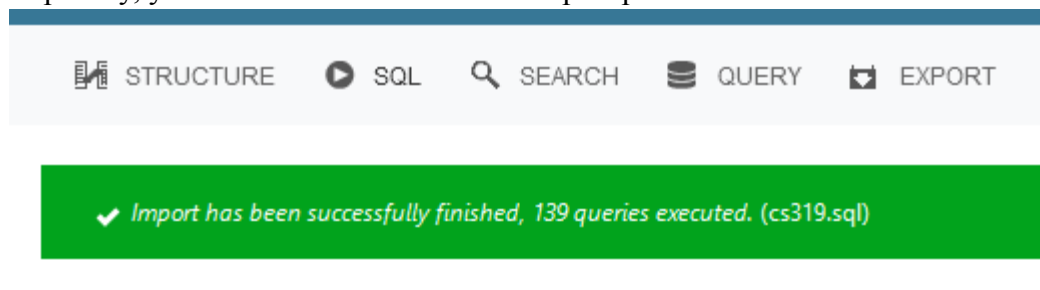 STRUCTURE SQL SEARCH QUERY EXPORT
Import has been successfully finished, 139 queries executed. (cs319.sql)